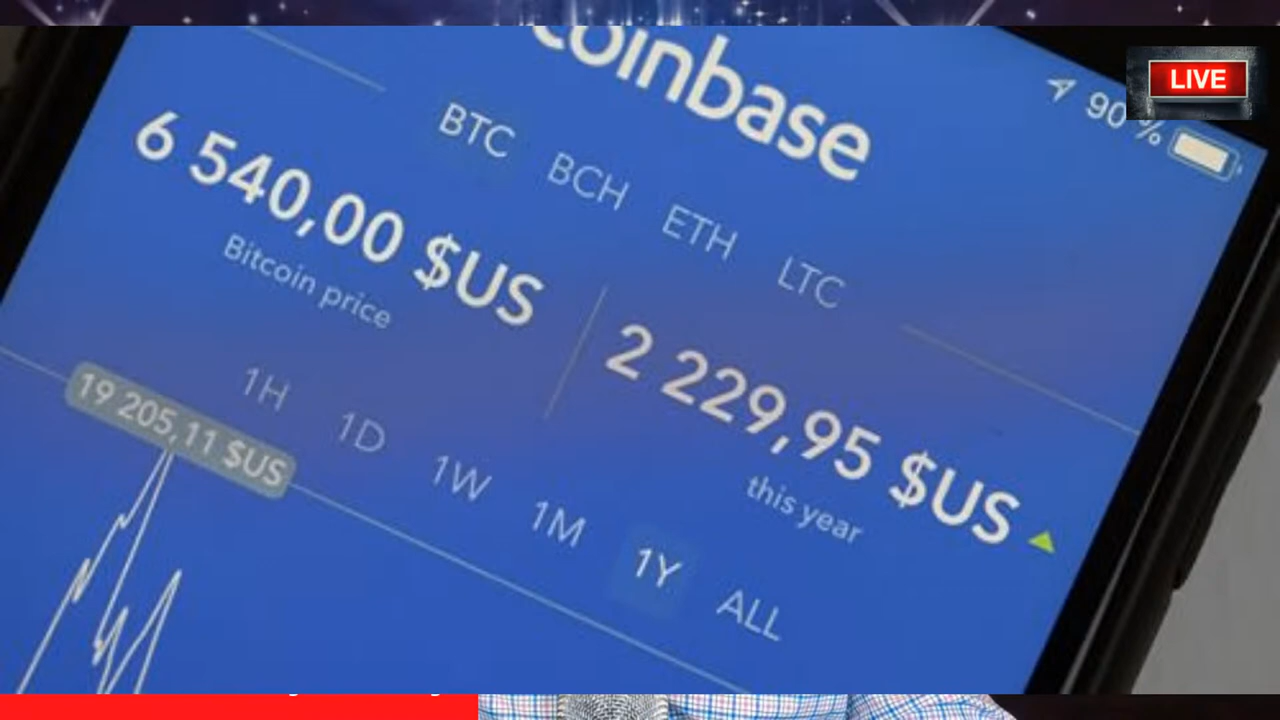 coinbase
LIVE
90 %
BTC BCH ETH LTC
6 540,00 $US
Bitcoin price
2 229,95 $US
this year
1H 1D 1W 1M 1Y ALL
19 205,11 $US